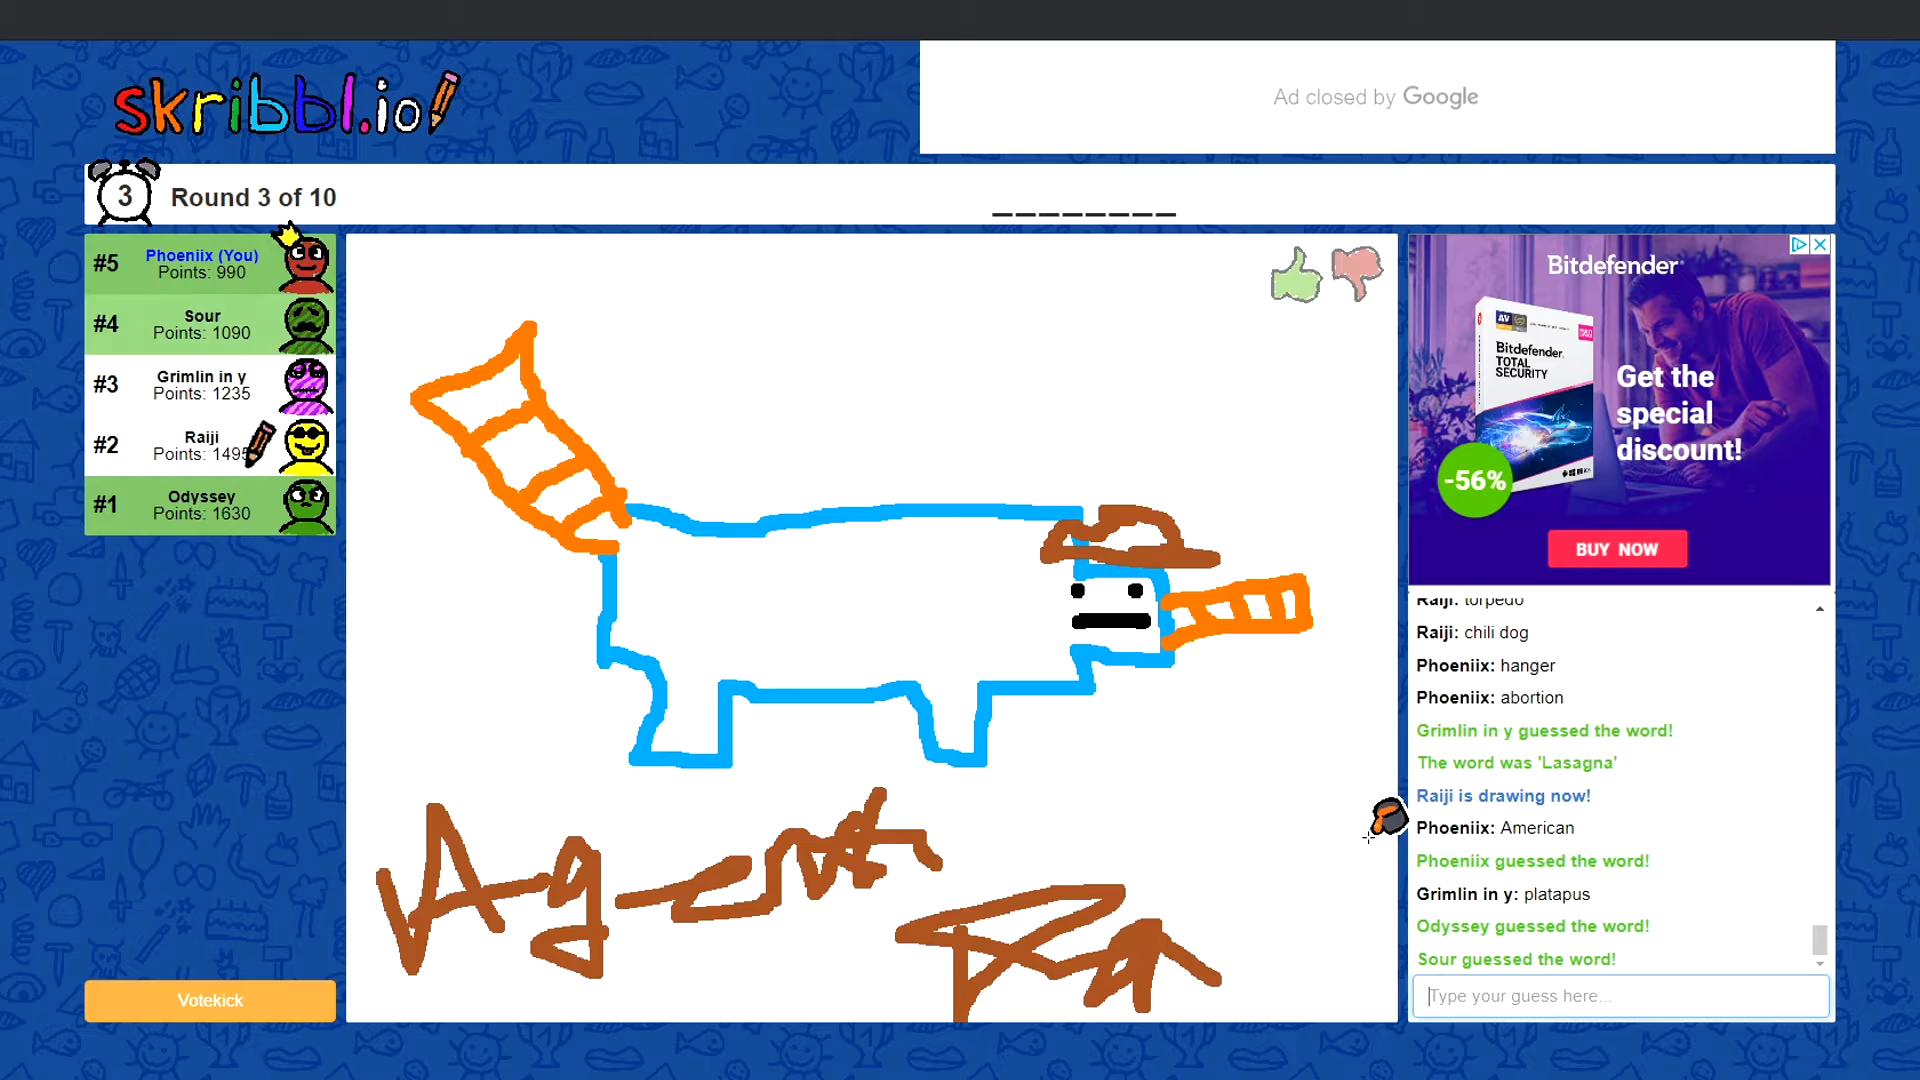 skribbl.io
Ad closed by Google
3
Round 3 of 10
________
#5
Phoeniix (You)
Points: 990
#4
Sour
Points: 1090
#3
Grimlin in y
Points: 1235
#2
Raiji
Points: 1495
#1
Odyssey
Points: 1630
Votekick
Agent
Pa
Bitdefender
Bitdefender
TOTAL
SECURITY
-56%
Get the
special
discount!
BUY NOW
Raiji: torpedo
Raiji: chili dog
Phoeniix: hanger
Phoeniix: abortion
Grimlin in y guessed the word!
The word was 'Lasagna'
Raiji is drawing now!
Phoeniix: American
Phoeniix guessed the word!
Grimlin in y: platapus
Odyssey guessed the word!
Sour guessed the word!
Type your guess here...